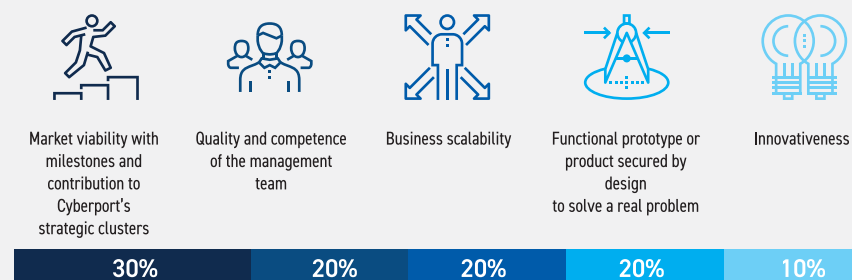 Market viability with
milestones and
contribution to
Cyberport's
strategic clusters
Quality and competence
of the management
team
Business scalability
Functional prototype or
product secured by
design
to solve a real problem
Innovativeness
30%
20%
20%
20%
10%